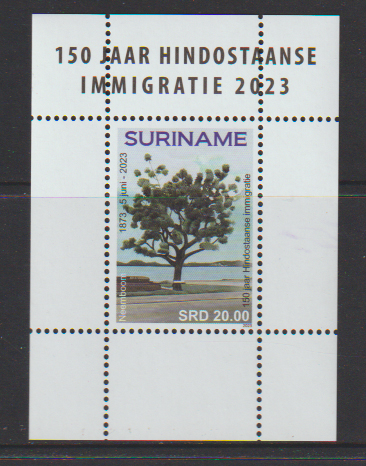 150 JAAR HINDOSTAANSE
IMMIGRATIE 2023
SURINAME
1873 - 5 juni - 2023
Neemboom
150 jaar Hindostaanse immigratie
SRD 20.00